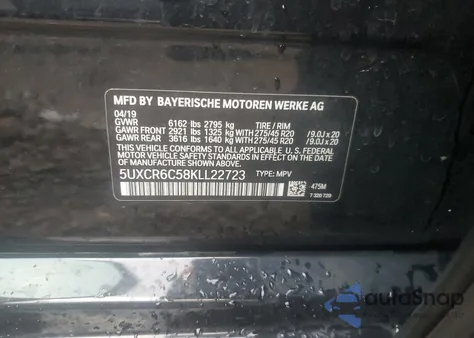 MFD BY BAYERISCHE MOTOREN WERKE AG
04/19
GVWR 6162 lbs 2795 kg TIRE / RIM
GAWR FRONT 2921 lbs 1325 kg WITH 275/45 R20 /9.0J x 20
GAWR REAR 3616 lbs 1640 kg WITH 275/45 R20 /9.0J x 20
THIS VEHICLE CONFORMS TO ALL APPLICABLE
FEDERAL MOTOR VEHICLE SAFETY STANDARDS IN
EFFECT ON THE DATE OF MANUFACTURE SHOWN ABOVE.
5UXCR6C58KLL22723 TYPE: MPV
475M
7 320 720
autoSnap